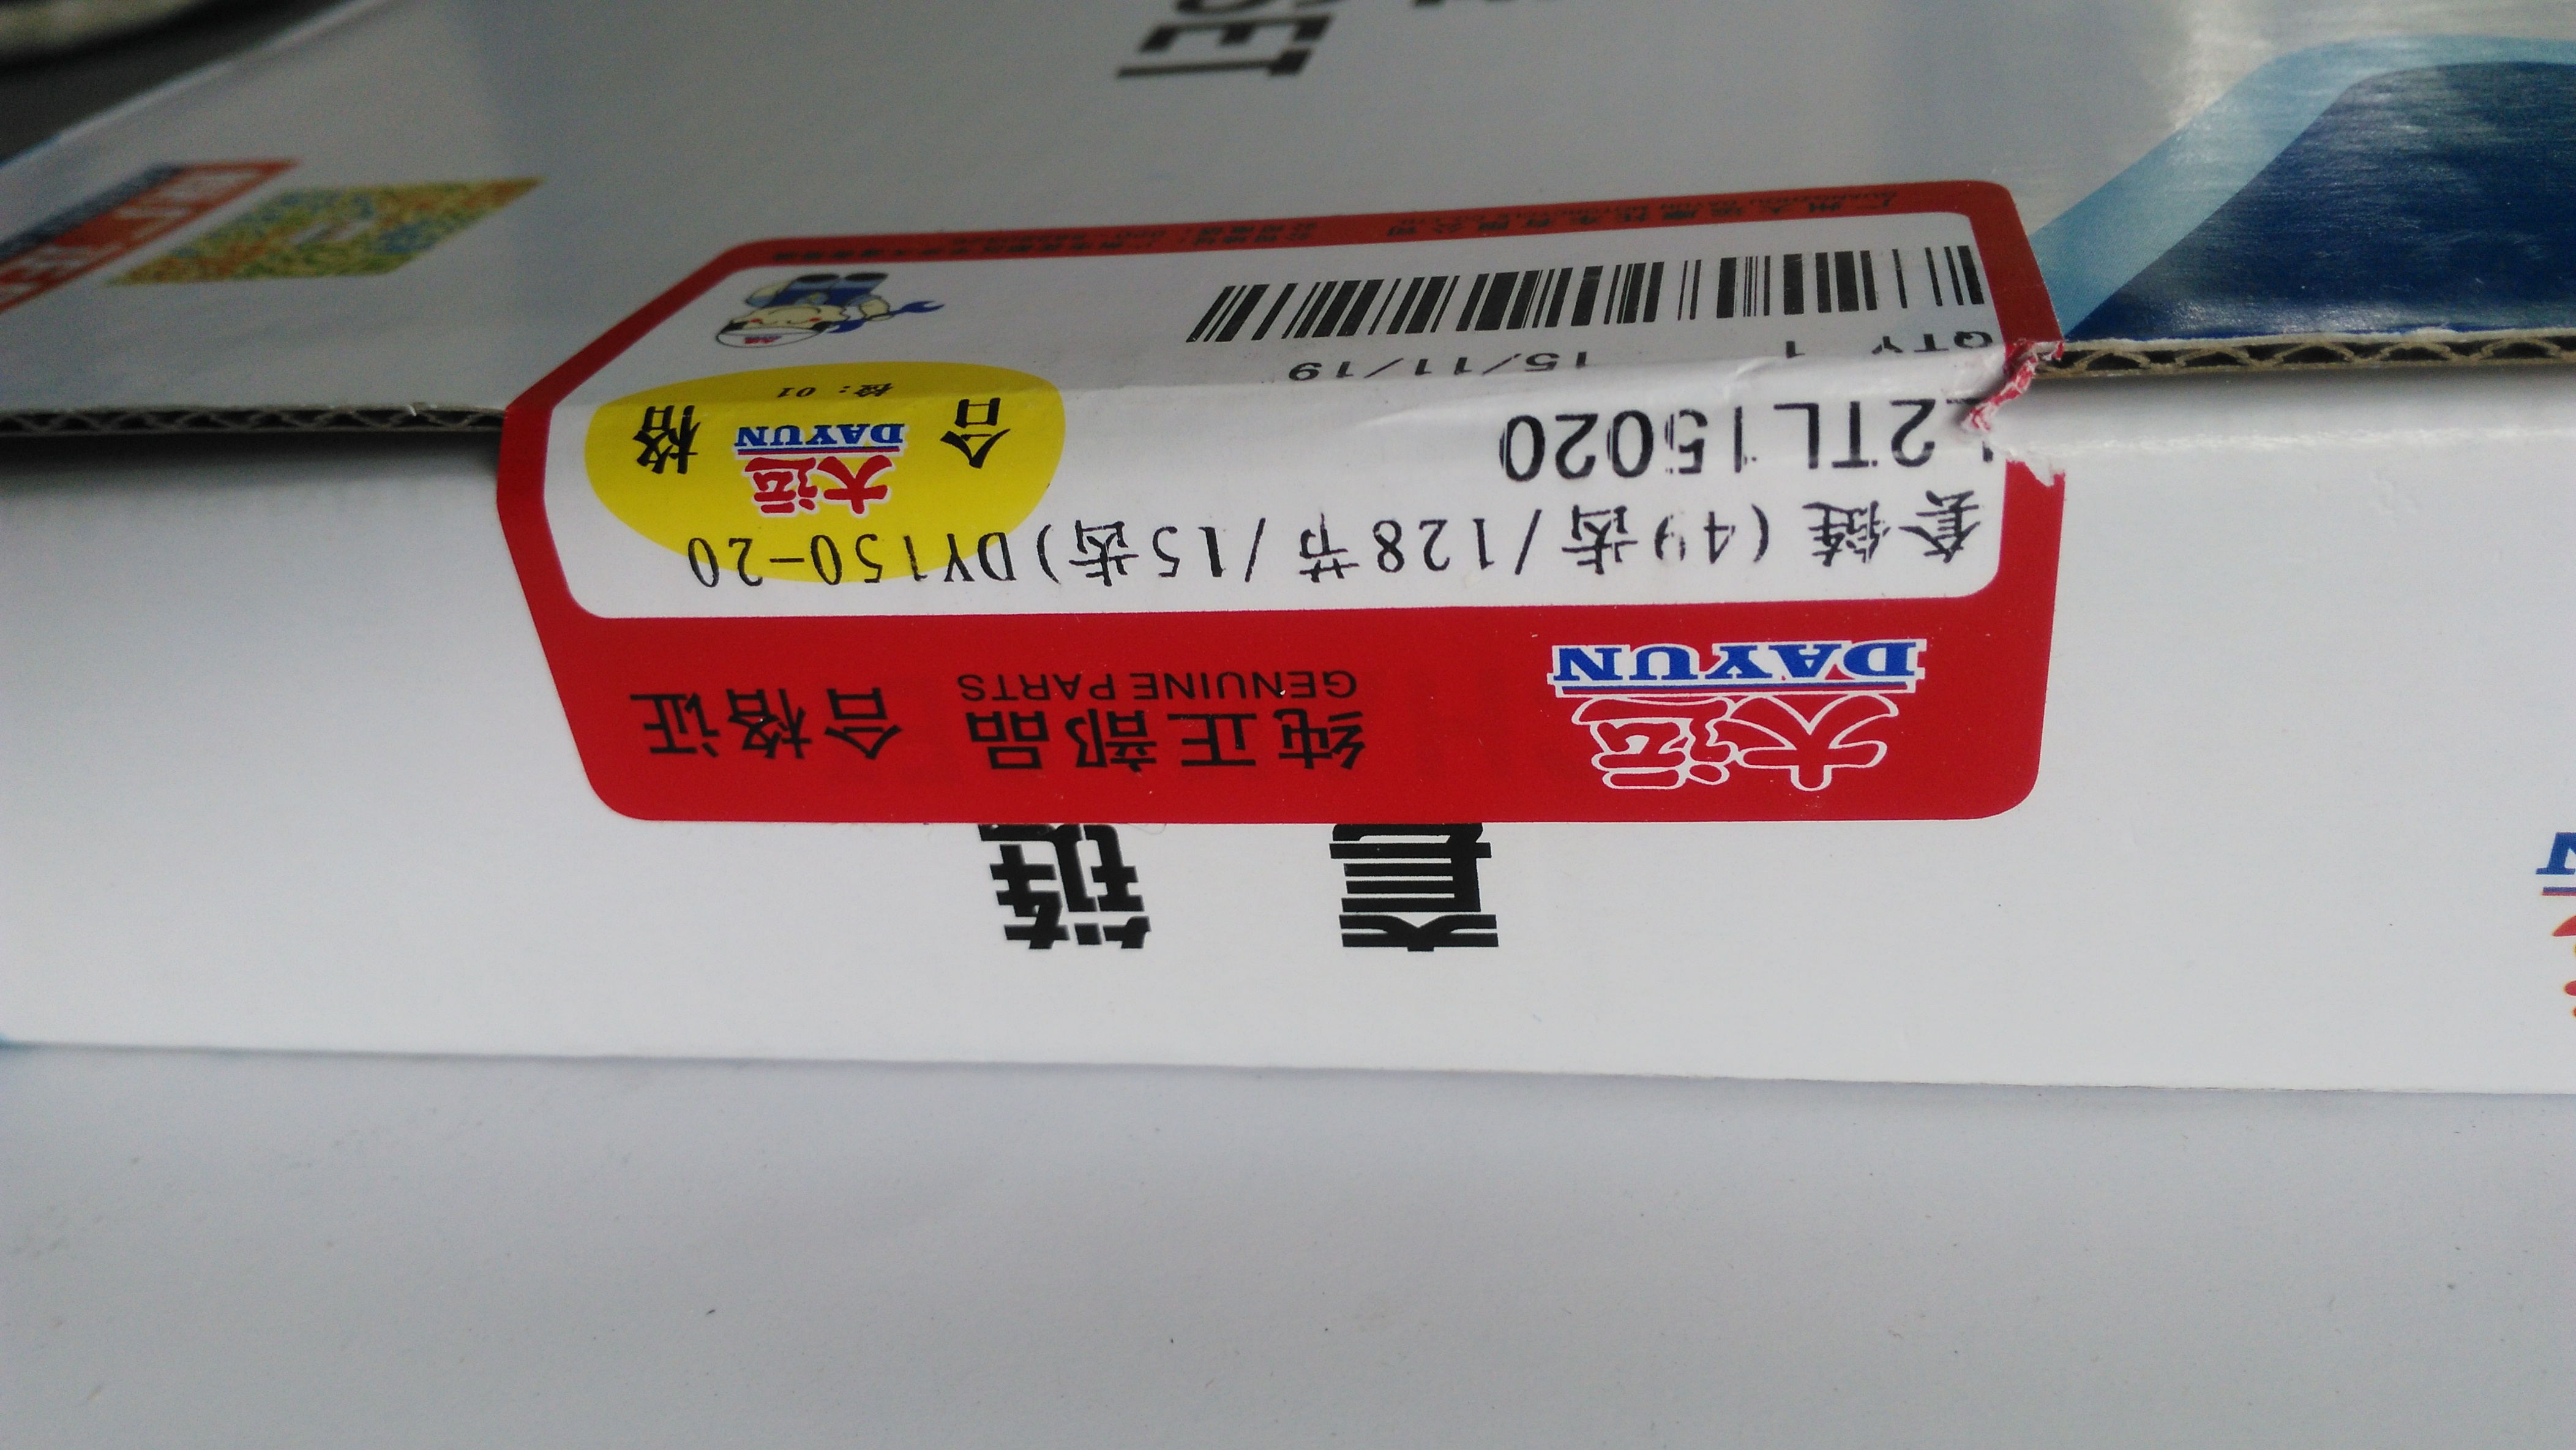 套链
大运
DAYUN
纯正部品
GENUINE PARTS
合格证
套链(49齿/128节/15齿)DY150-20
2TL15020
合格
大运
DAYUN
检:01
QTY 1 15/11/19
SET